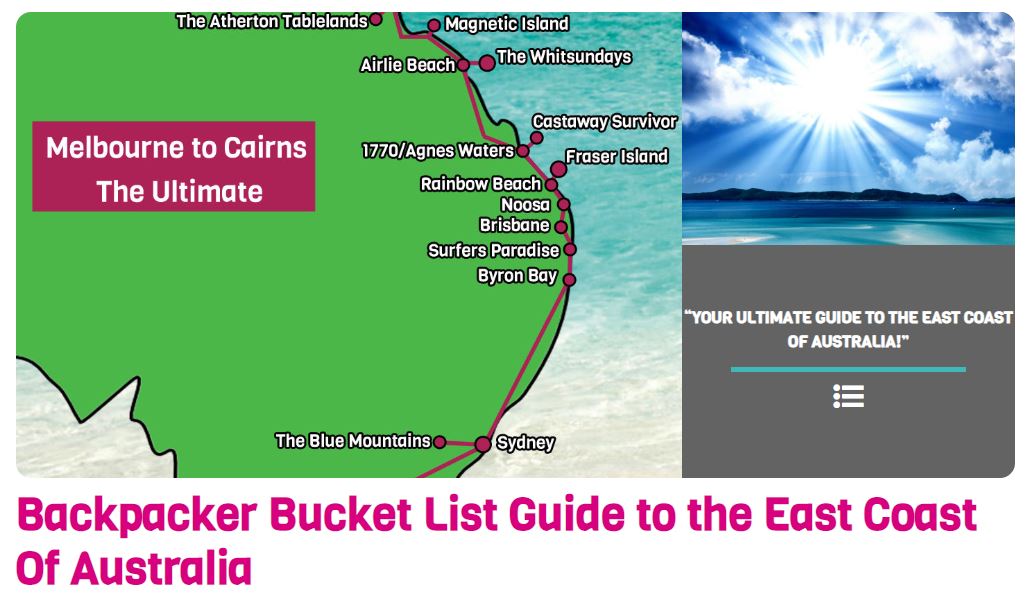 The Atherton Tablelands
Magnetic Island
Airlie Beach
The Whitsundays
Castaway Survivor
Melbourne to Cairns
The Ultimate
1770/Agnes Waters
Fraser Island
Rainbow Beach
Noosa
Brisbane
Surfers Paradise
Byron Bay
The Blue Mountains
Sydney
“YOUR ULTIMATE GUIDE TO THE EAST COAST
OF AUSTRALIA!”
Backpacker Bucket List Guide to the East Coast
Of Australia